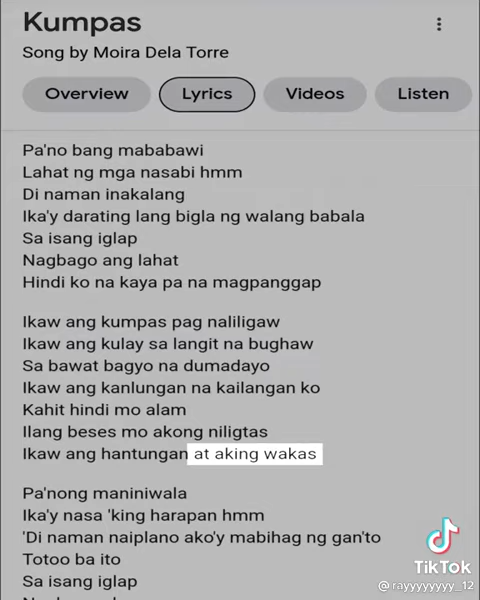 Kumpas
Song by Moira Dela Torre
Overview
Lyrics
Videos
Listen
Pa'no bang mababawi
Lahat ng mga nasabi hmm
Di naman inakalang
Ika'y darating lang bigla ng walang babala
Sa isang iglap
Nagbago ang lahat
Hindi ko na kaya pa na magpanggap
Ikaw ang kumpas pag naliligaw
Ikaw ang kulay sa langit na bughaw
Sa bawat bagyo na dumadayo
Ikaw ang kanlungan na kailangan ko
Kahit hindi mo alam
Ilang beses mo akong niligtas
Ikaw ang hantungan at aking wakas
Pa'nong maniniwala
Ika'y nasa 'king harapan hmm
'Di naman naiplano ako'y mabihag ng gan'to
Totoo ba ito
Sa isang iglap
TikTok